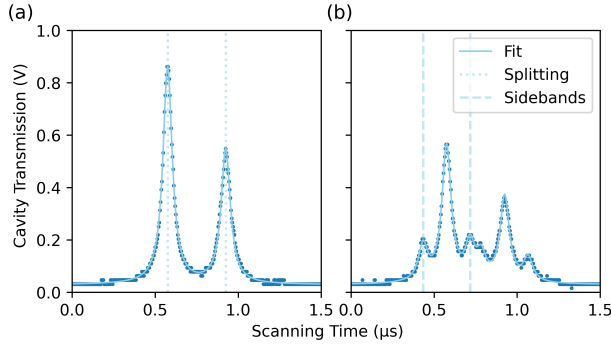 (a)
(b)
Cavity Transmission (V)
1.0
0.8
0.6
0.4
0.2
0.0
Fit
Splitting
Sidebands
0.0 0.5 1.0 1.5
0.0 0.5 1.0 1.5
Scanning Time (μs)